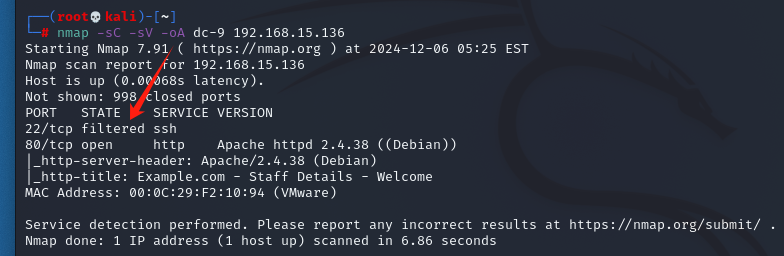 ┌──(root💀kali)-[~]
└─# nmap -sC -sV -oA dc-9 192.168.15.136
Starting Nmap 7.91 ( https://nmap.org ) at 2024-12-06 05:25 EST
Nmap scan report for 192.168.15.136
Host is up (0.00068s latency).
Not shown: 998 closed ports
PORT   STATE    SERVICE VERSION
22/tcp filtered ssh
80/tcp open     http    Apache httpd 2.4.38 ((Debian))
|_http-server-header: Apache/2.4.38 (Debian)
|_http-title: Example.com - Staff Details - Welcome
MAC Address: 00:0C:29:F2:10:94 (VMware)

Service detection performed. Please report any incorrect results at https://nmap.org/submit/ .
Nmap done: 1 IP address (1 host up) scanned in 6.86 seconds